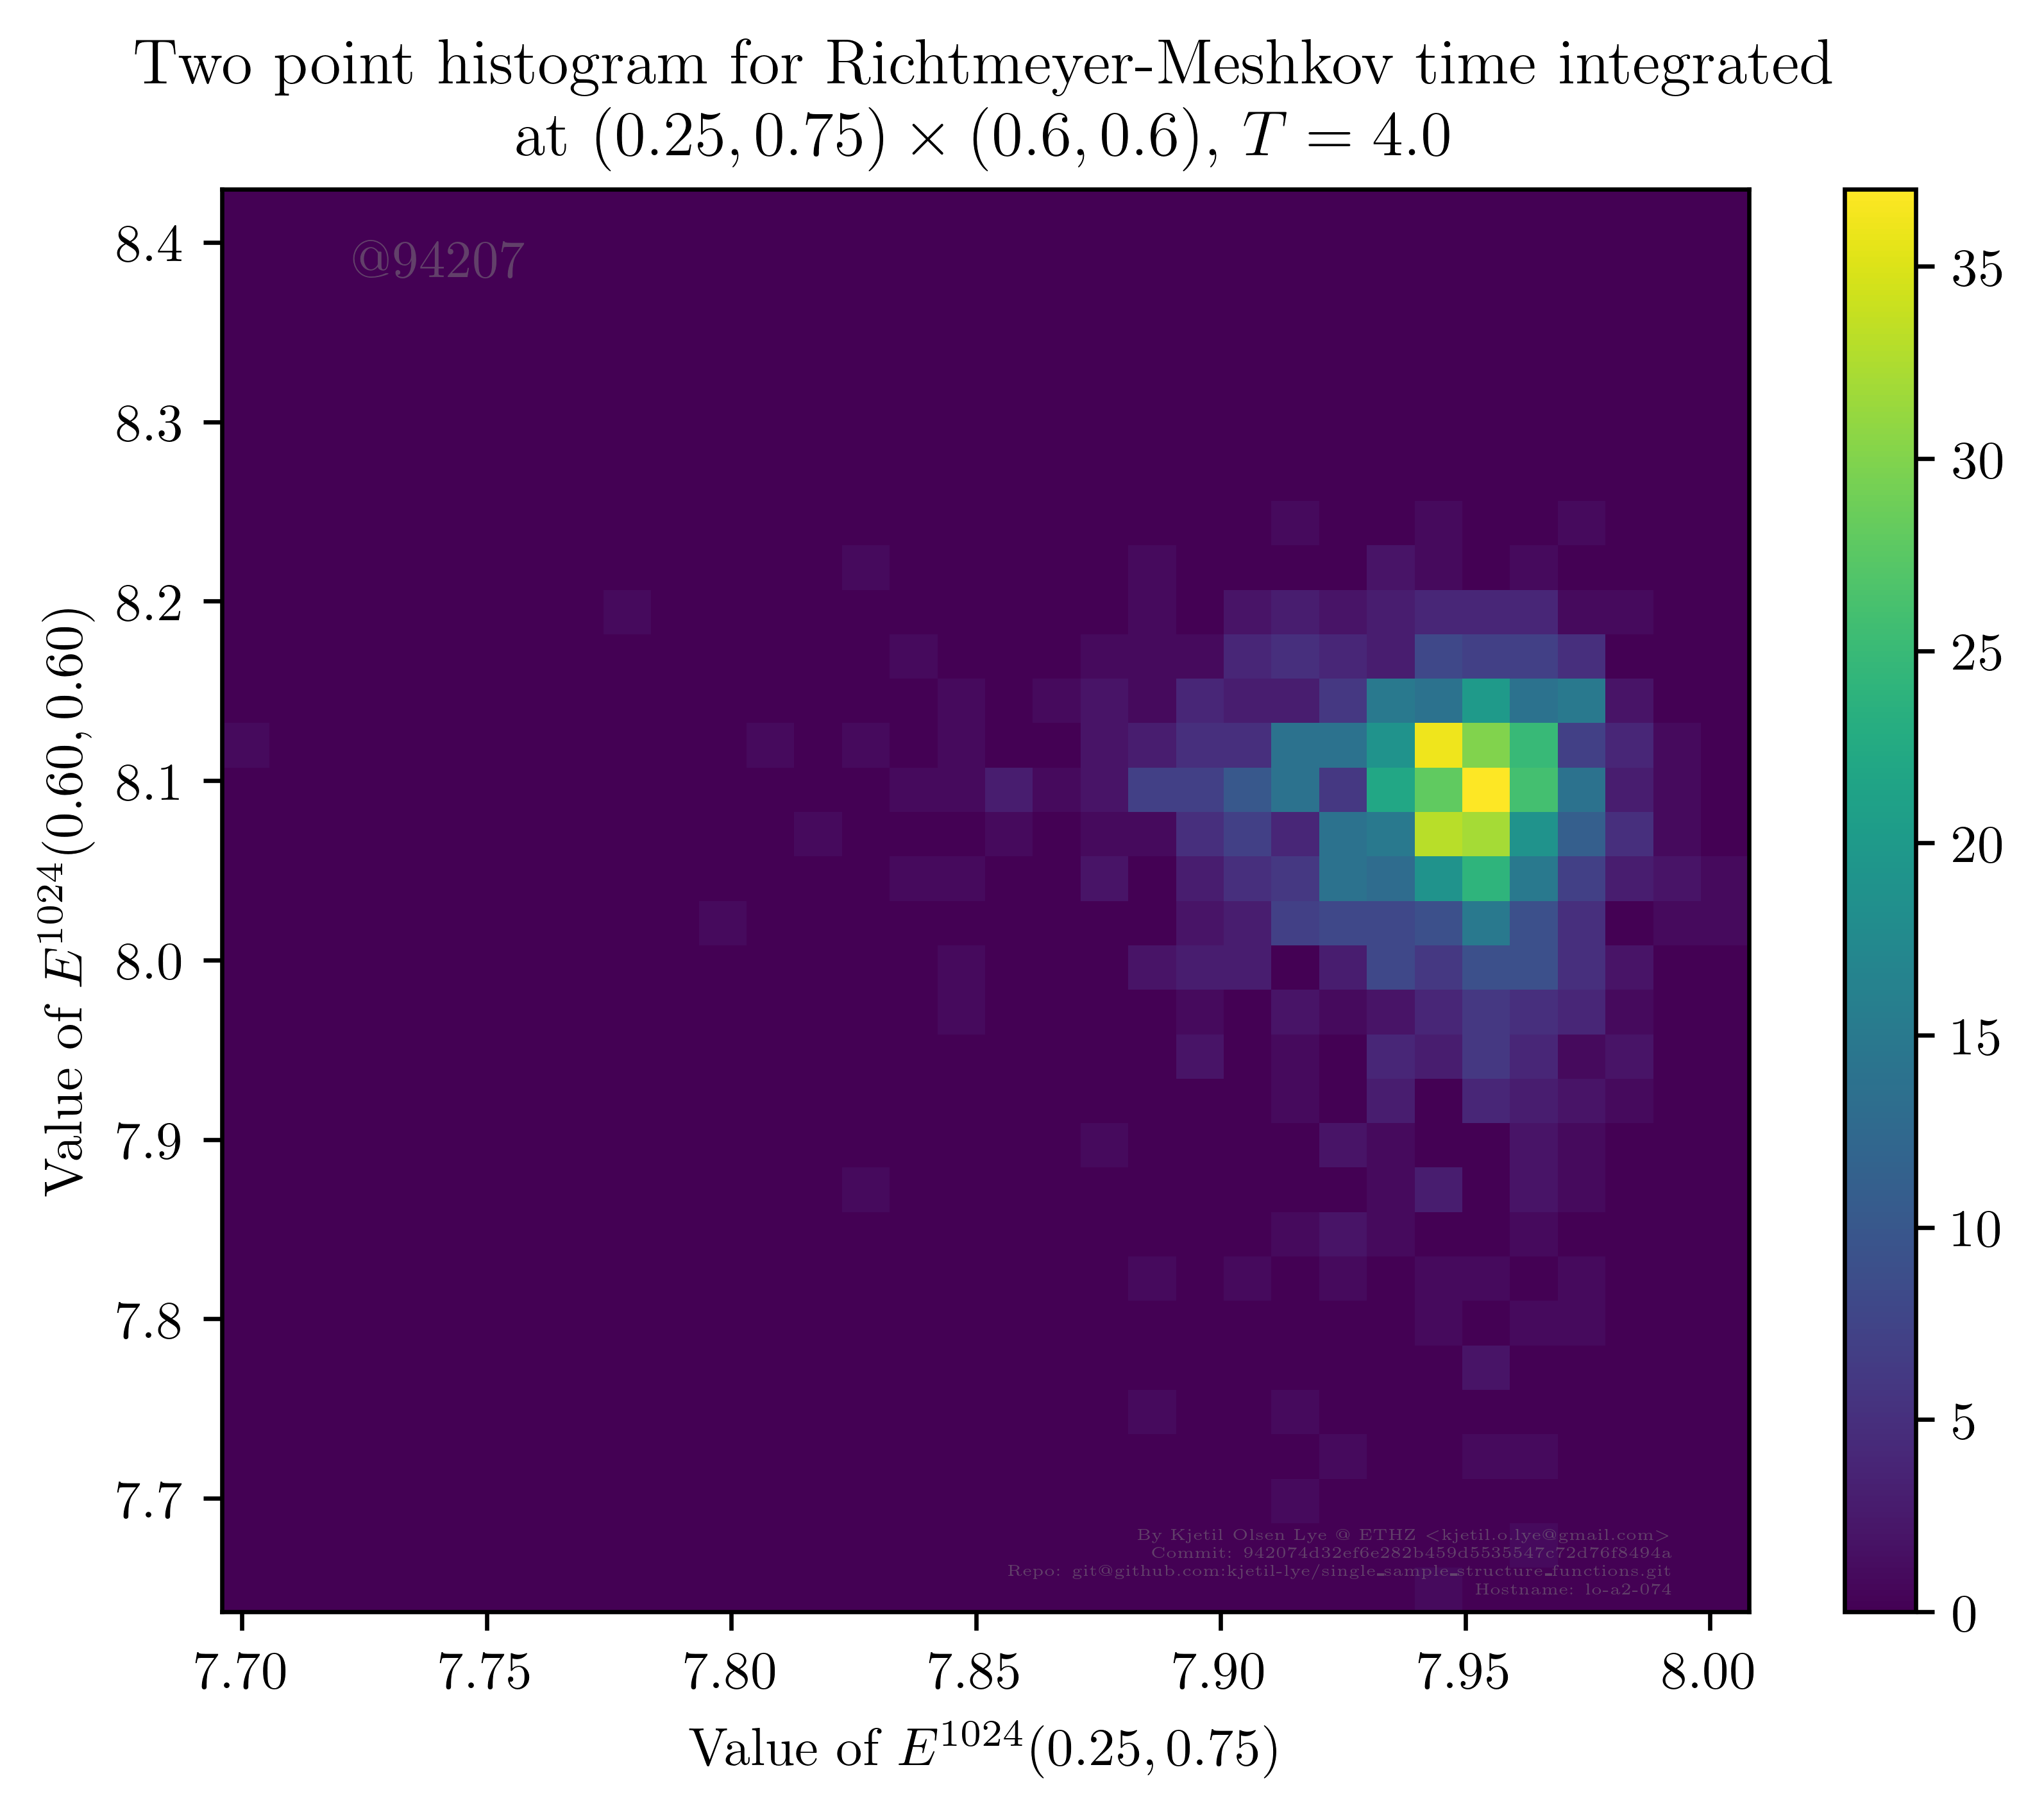 Two point histogram for Richtmeyer-Meshkov time integrated
at (0.25, 0.75) × (0.6, 0.6), T = 4.0
@94207
8.4
8.3
8.2
8.1
8.0
7.9
7.8
7.7
Value of E^1024(0.60, 0.60)
7.70 7.75 7.80 7.85 7.90 7.95 8.00
Value of E^1024(0.25, 0.75)
35
30
25
20
15
10
5
0
By Kjetil Olsen Lye @ ETHZ <kjetil.o.lye@gmail.com>
Commit: 942074d32ef6e282b459d5535547c72d76f8494a
Repo: git@github.com:kjetil-lye/single_sample_structure_functions.git
Hostname: lo-a2-074